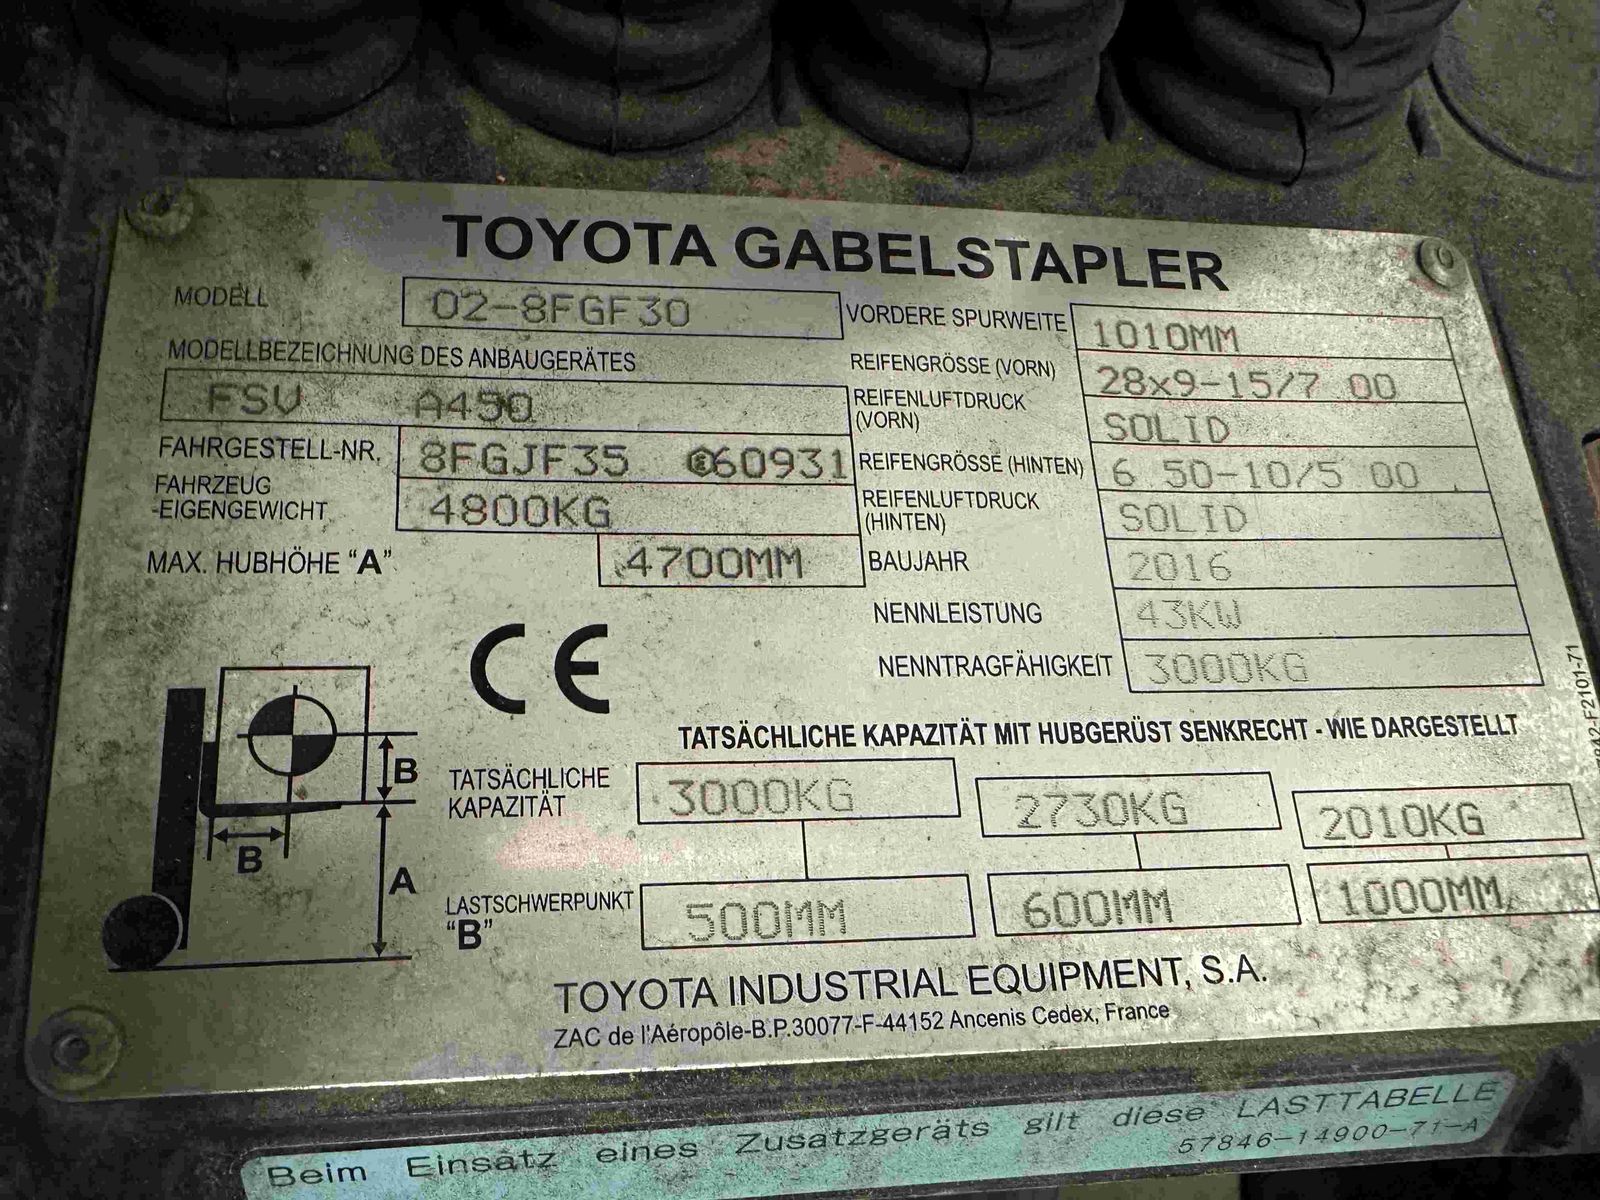 TOYOTA GABELSTAPLER
MODELL 02-8FGF30
MODELLBEZEICHNUNG DES ANBAUGERÄTES
FSV A450
FAHRGESTELL-NR. 8FGJF35 60931
FAHRZEUG
-EIGENGEWICHT 4800KG
MAX. HUBHÖHE "A" 4700MM
VORDERE SPURWEITE 1010MM
REIFENGRÖSSE (VORN) 28x9-15/7 00
REIFENLUFTDRUCK
(VORN) SOLID
REIFENGRÖSSE (HINTEN) 6 50-10/5 00
REIFENLUFTDRUCK
(HINTEN) SOLID
BAUJAHR 2016
NENNLEISTUNG 43KW
NENNTRAGFÄHIGKEIT 3000KG
CE
TATSÄCHLICHE KAPAZITÄT MIT HUBGERÜST SENKRECHT - WIE DARGESTELLT
B
B
A
TATSÄCHLICHE
KAPAZITÄT 3000KG 2730KG 2010KG
LASTSCHWERPUNKT
"B" 500MM 600MM 1000MM
TOYOTA INDUSTRIAL EQUIPMENT, S.A.
ZAC de l'Aéropôle-B.P.30077-F-44152 Ancenis Cedex, France
Beim Einsatz eines Zusatzgeräts gilt diese LASTTABELLE
57846-14900-71-A